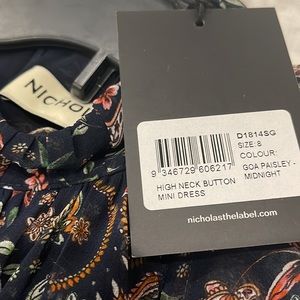 NICHOL
D1814SG
SIZE:8
COLOUR:
GOA PAISLEY -
MIDNIGHT
9 346729 606217
HIGH NECK BUTTON
MINI DRESS
nicholasthelabel.com